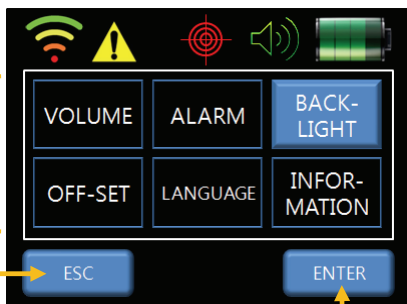 VOLUME ALARM BACK-
LIGHT
OFF-SET LANGUAGE INFOR-
MATION
ESC ENTER